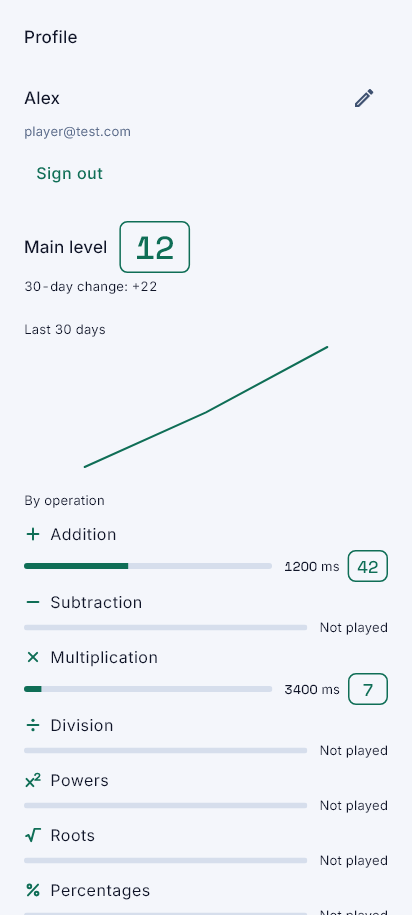 Profile
Alex
player@test.com
Sign out
Main level 12
30-day change: +22
Last 30 days
By operation
+ Addition
1200 ms 42
− Subtraction
Not played
× Multiplication
3400 ms 7
÷ Division
Not played
x² Powers
Not played
√ Roots
Not played
% Percentages
Not played